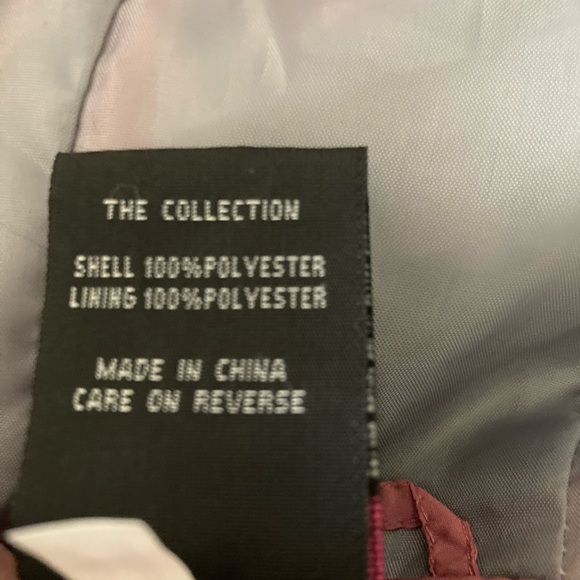 THE COLLECTION
SHELL 100%POLYESTER
LINING 100%POLYESTER
MADE IN CHINA
CARE ON REVERSE